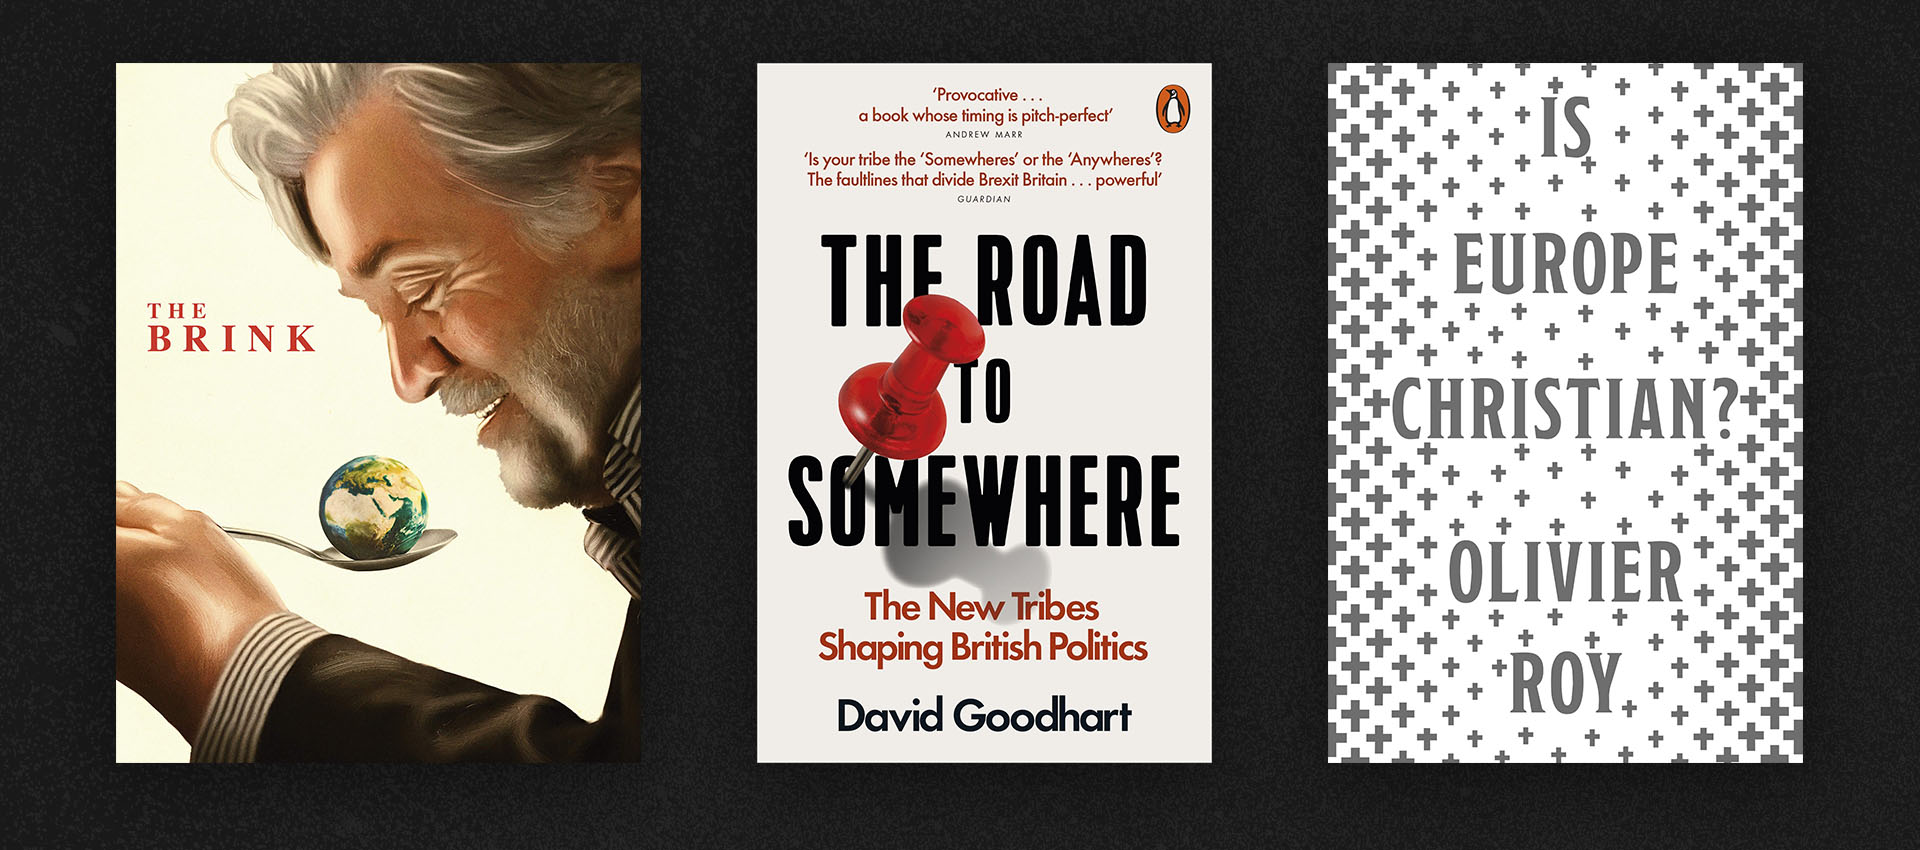 THE
BRINK
‘Provocative . . .
a book whose timing is pitch-perfect’
ANDREW MARR
‘Is your tribe the ‘Somewheres’ or the ‘Anywheres’?
The faultlines that divide Brexit Britain . . . powerful’
GUARDIAN
THE ROAD
TO
SOMEWHERE
The New Tribes
Shaping British Politics
David Goodhart
IS
EUROPE
CHRISTIAN?
OLIVIER
ROY